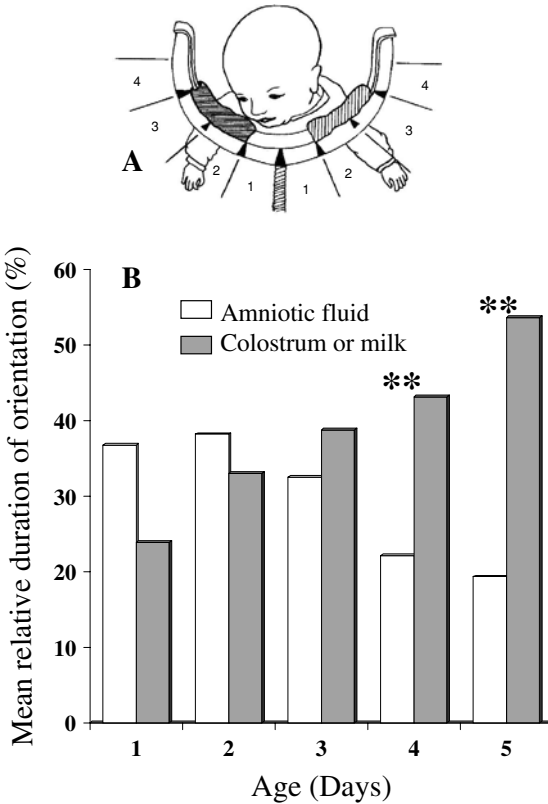 4 4
3 3
A
2 2
1 1
B
Amniotic fluid
Colostrum or milk
**
**
Mean relative duration of orientation (%)
60
50
40
30
20
10
0
1 2 3 4 5
Age (Days)